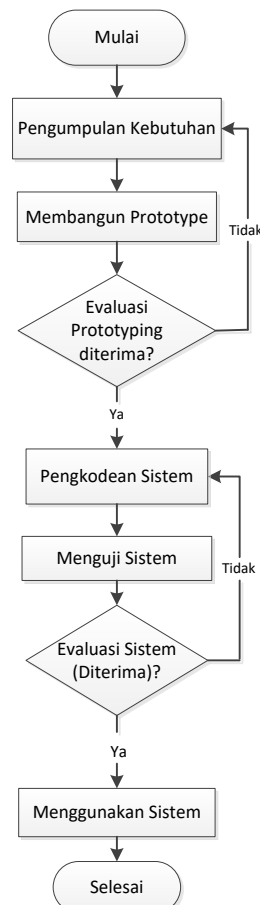 Mulai
Pengumpulan Kebutuhan
Membangun Prototype
Tidak
Evaluasi
Prototyping
diterima?
Ya
Pengkodean Sistem
Menguji Sistem
Tidak
Evaluasi Sistem
(Diterima)?
Ya
Menggunakan Sistem
Selesai